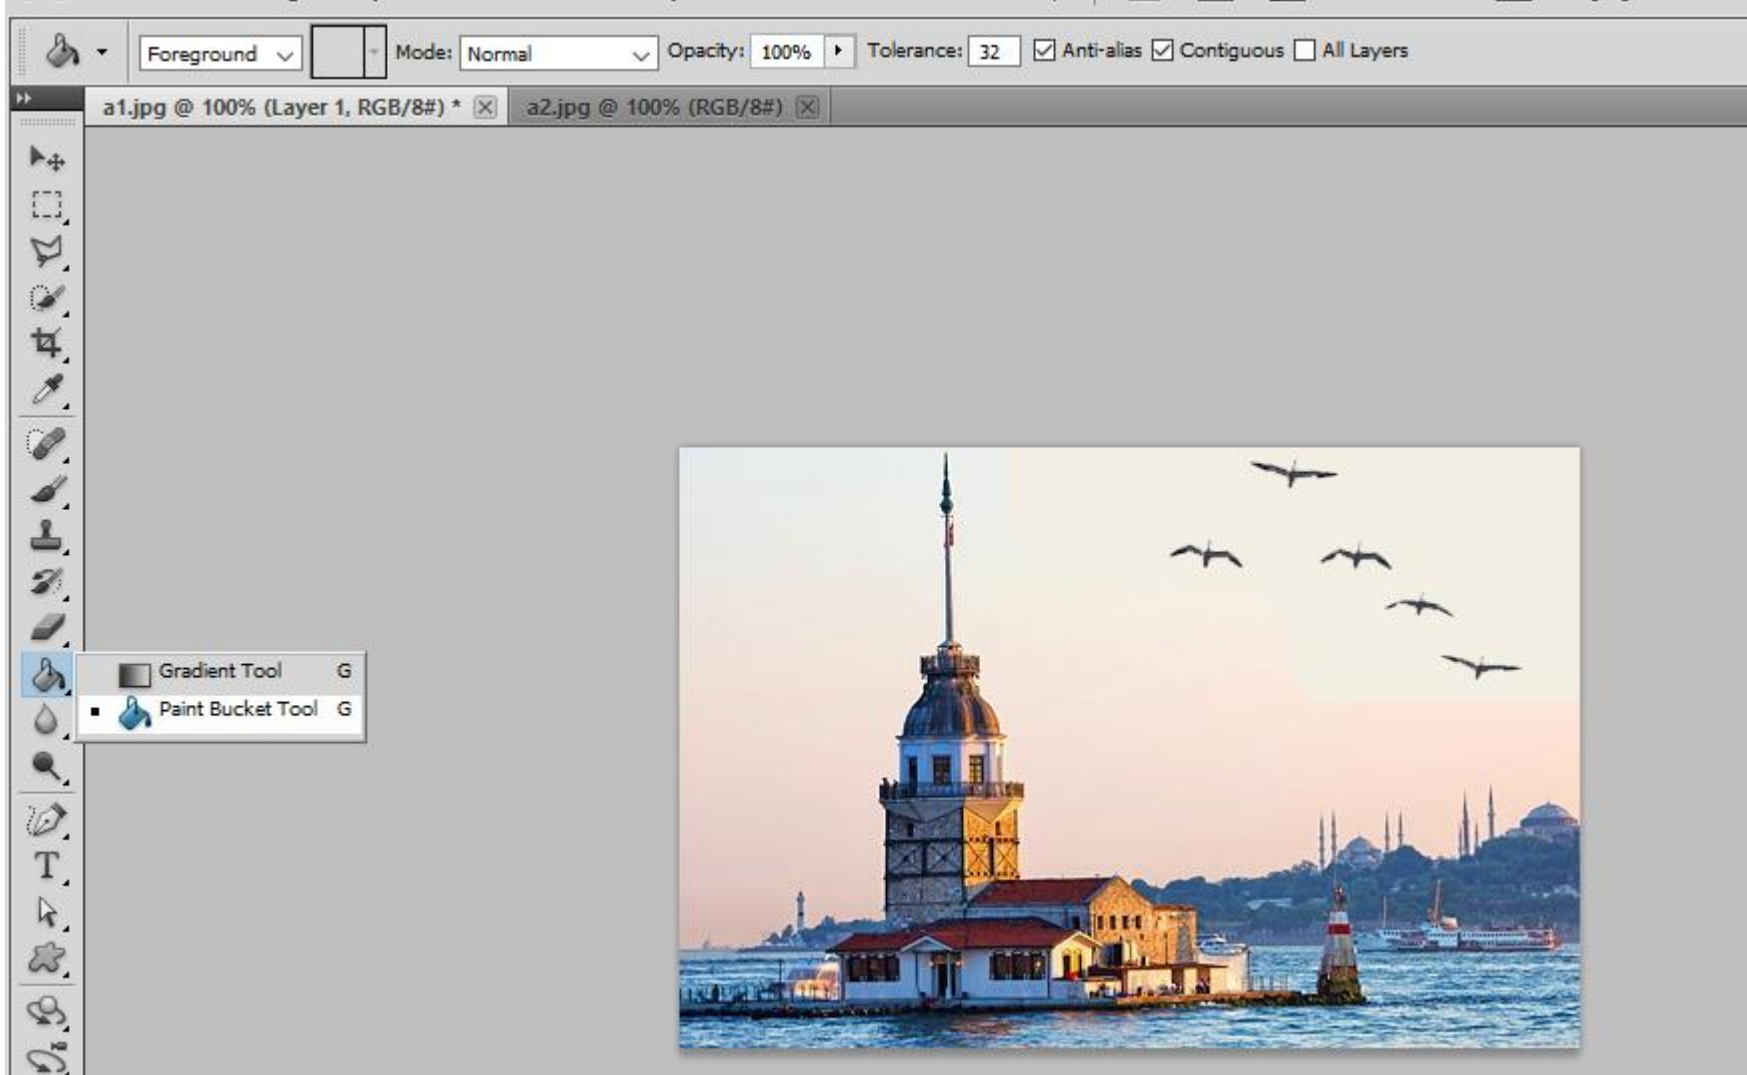 Foreground Mode: Normal Opacity: 100% Tolerance: 32 Anti-alias Contiguous All Layers
a1.jpg @ 100% (Layer 1, RGB/8#) * a2.jpg @ 100% (RGB/8#)
Gradient Tool G
Paint Bucket Tool G
T